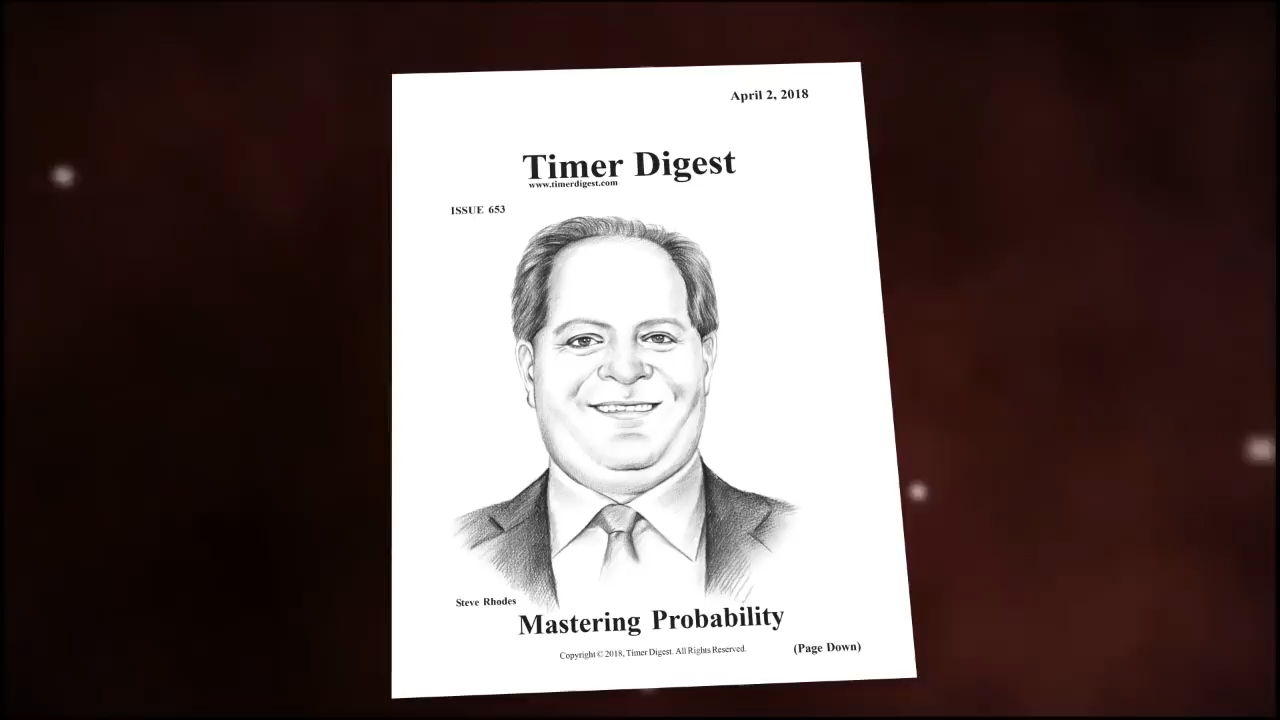 April 2, 2018
Timer Digest
www.timerdigest.com
ISSUE 653
Steve Rhodes
Mastering Probability
Copyright © 2018, Timer Digest. All Rights Reserved.
(Page Down)